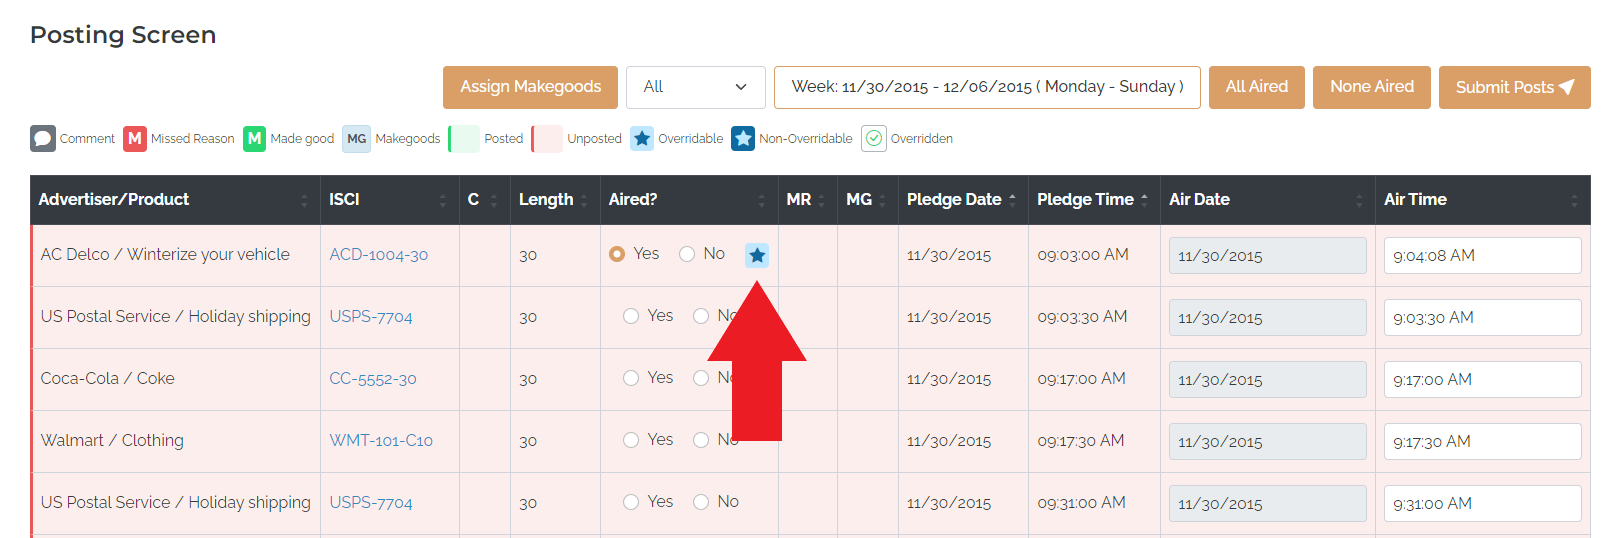 Posting Screen
Assign Makegoods All Week: 11/30/2015 - 12/06/2015 ( Monday - Sunday ) All Aired None Aired Submit Posts
Comment M Missed Reason M Made good MG Makegoods Posted Unposted Overridable Non-Overridable Overridden
Advertiser/Product ISCI C Length Aired? MR MG Pledge Date Pledge Time Air Date Air Time
AC Delco / Winterize your vehicle ACD-1004-30 30 Yes No 11/30/2015 09:03:00 AM 11/30/2015 9:04:08 AM
US Postal Service / Holiday shipping USPS-7704 30 Yes No 11/30/2015 09:03:30 AM 11/30/2015 9:03:30 AM
Coca-Cola / Coke CC-5552-30 30 Yes No 11/30/2015 09:17:00 AM 11/30/2015 9:17:00 AM
Walmart / Clothing WMT-101-C10 30 Yes No 11/30/2015 09:17:30 AM 11/30/2015 9:17:30 AM
US Postal Service / Holiday shipping USPS-7704 30 Yes No 11/30/2015 09:31:00 AM 11/30/2015 9:31:00 AM